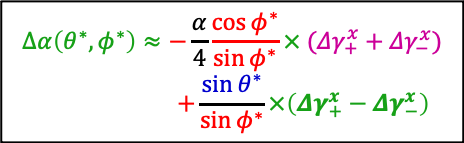 Δα(θ*, ϕ*) ≈ − α/4 cos ϕ*/sin ϕ* × (Δγ₊ˣ + Δγ₋ˣ)
+ sin θ*/sin ϕ* × (Δγ₊ˣ − Δγ₋ˣ)